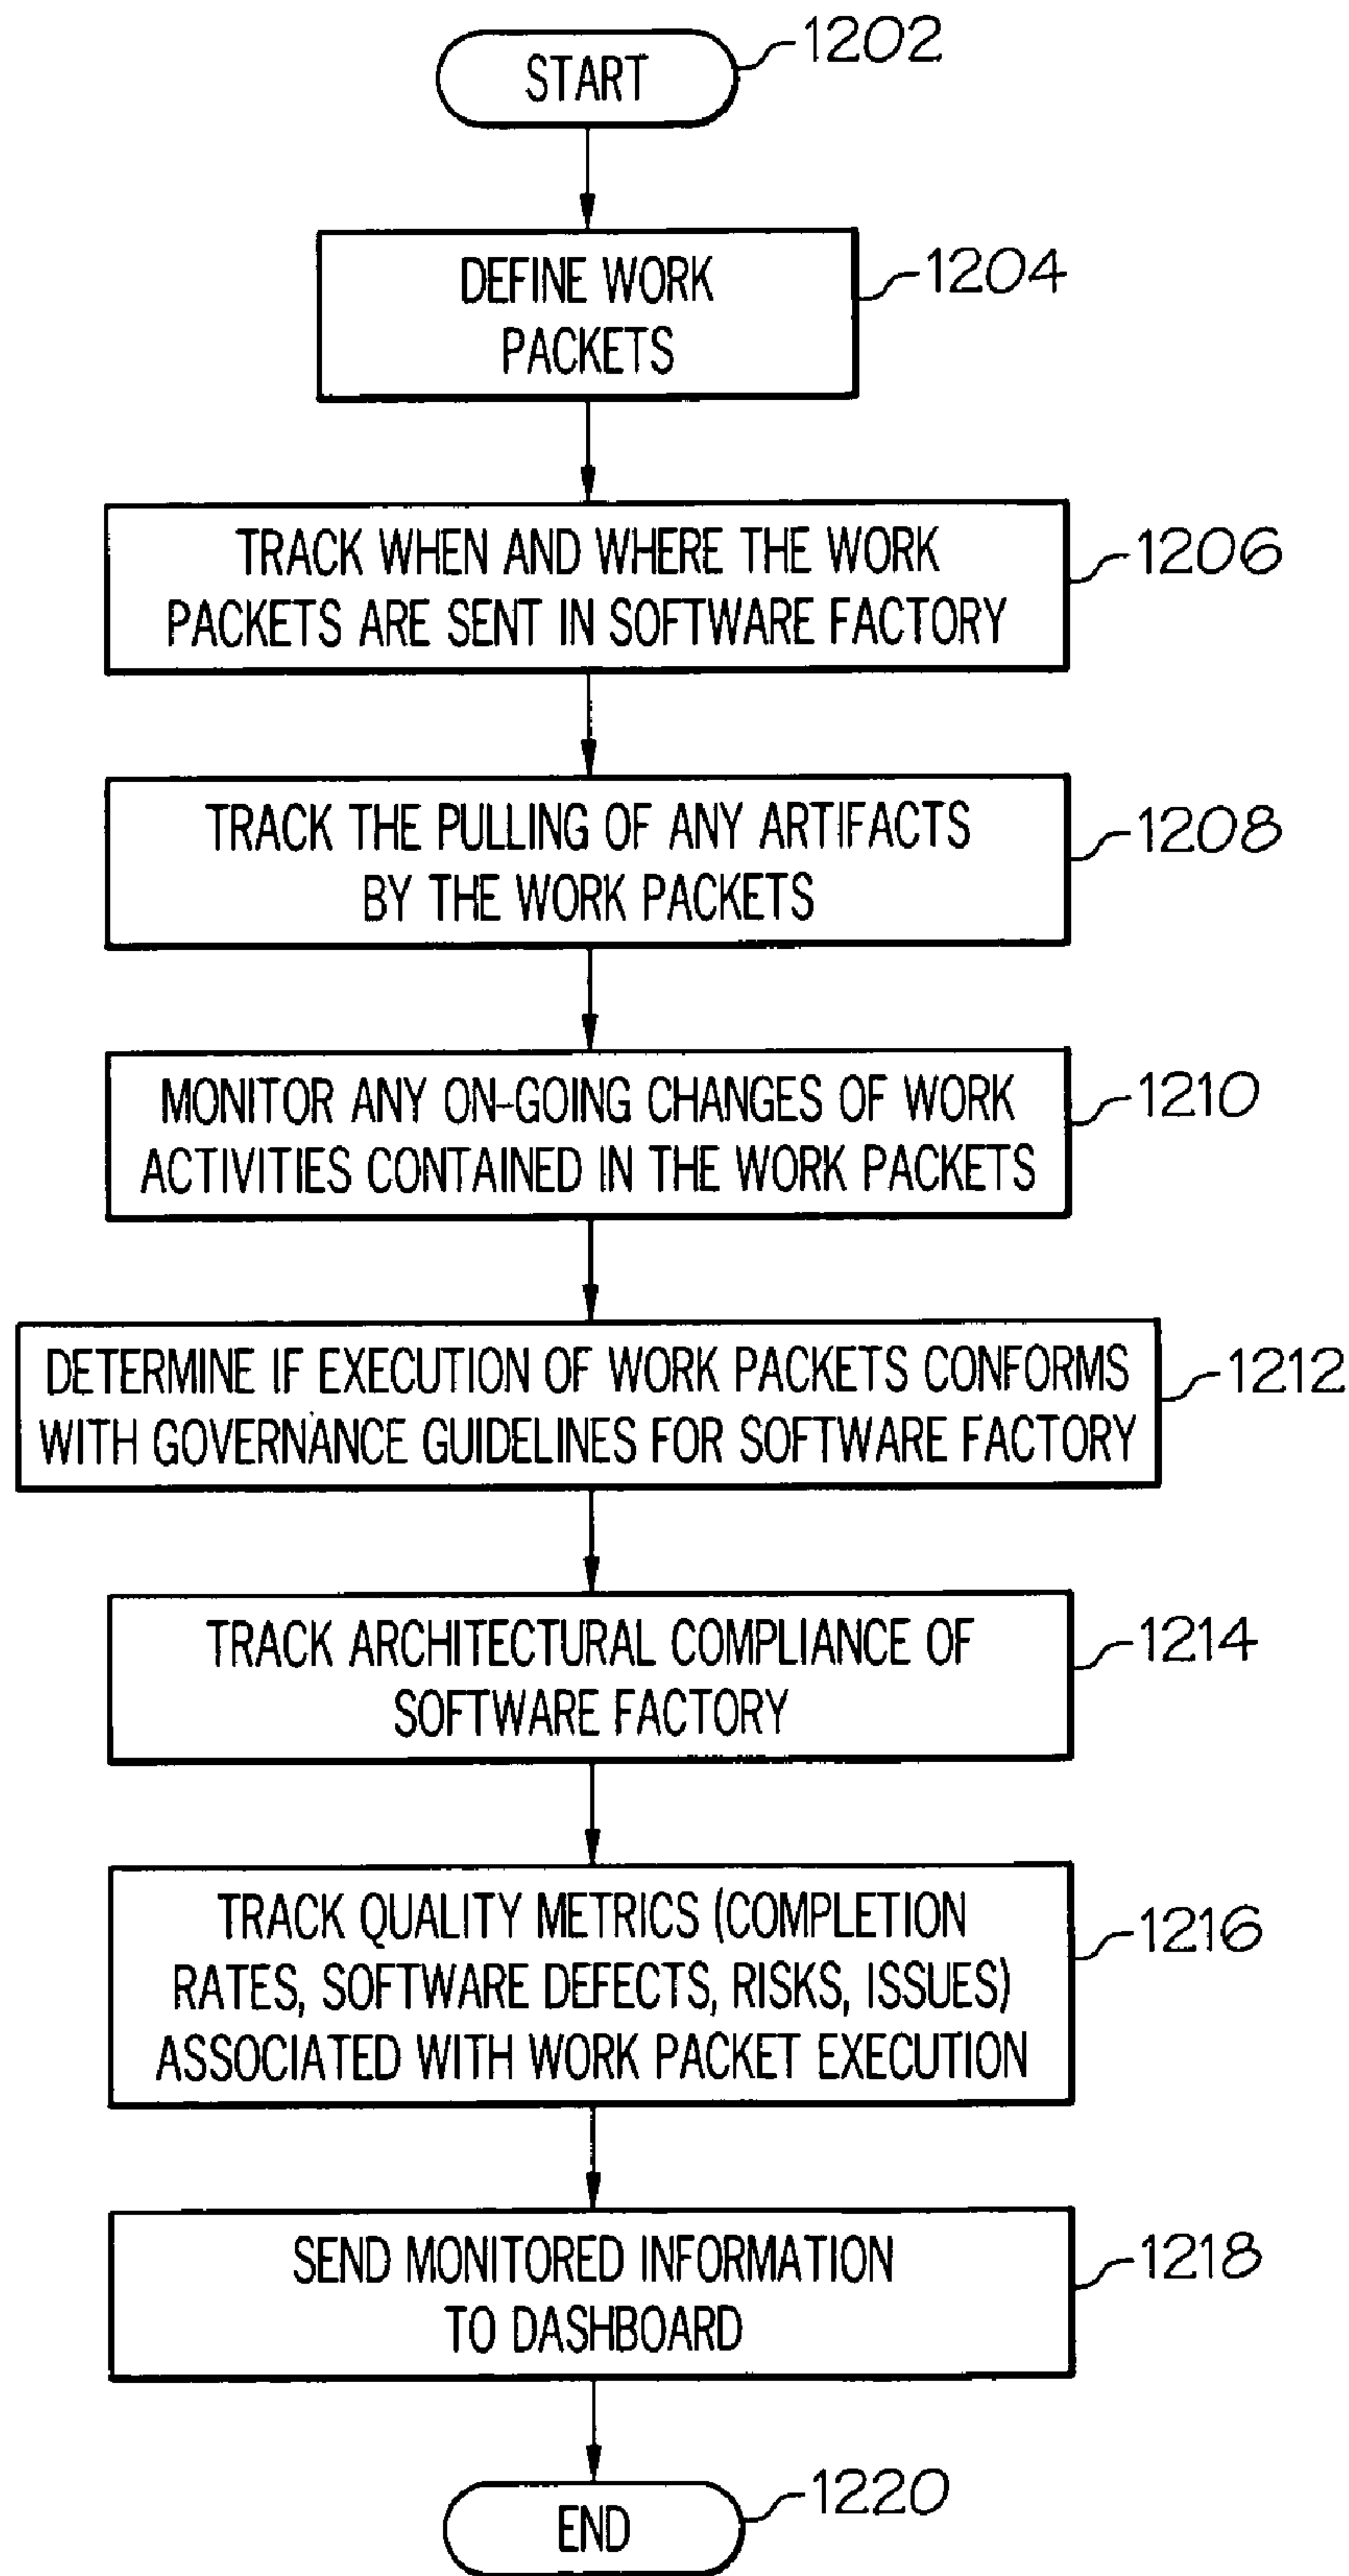 START
1202
DEFINE WORK
PACKETS
1204
TRACK WHEN AND WHERE THE WORK
PACKETS ARE SENT IN SOFTWARE FACTORY
1206
TRACK THE PULLING OF ANY ARTIFACTS
BY THE WORK PACKETS
1208
MONITOR ANY ON-GOING CHANGES OF WORK
ACTIVITIES CONTAINED IN THE WORK PACKETS
1210
DETERMINE IF EXECUTION OF WORK PACKETS CONFORMS
WITH GOVERNANCE GUIDELINES FOR SOFTWARE FACTORY
1212
TRACK ARCHITECTURAL COMPLIANCE OF
SOFTWARE FACTORY
1214
TRACK QUALITY METRICS (COMPLETION
RATES, SOFTWARE DEFECTS, RISKS, ISSUES)
ASSOCIATED WITH WORK PACKET EXECUTION
1216
SEND MONITORED INFORMATION
TO DASHBOARD
1218
END
1220